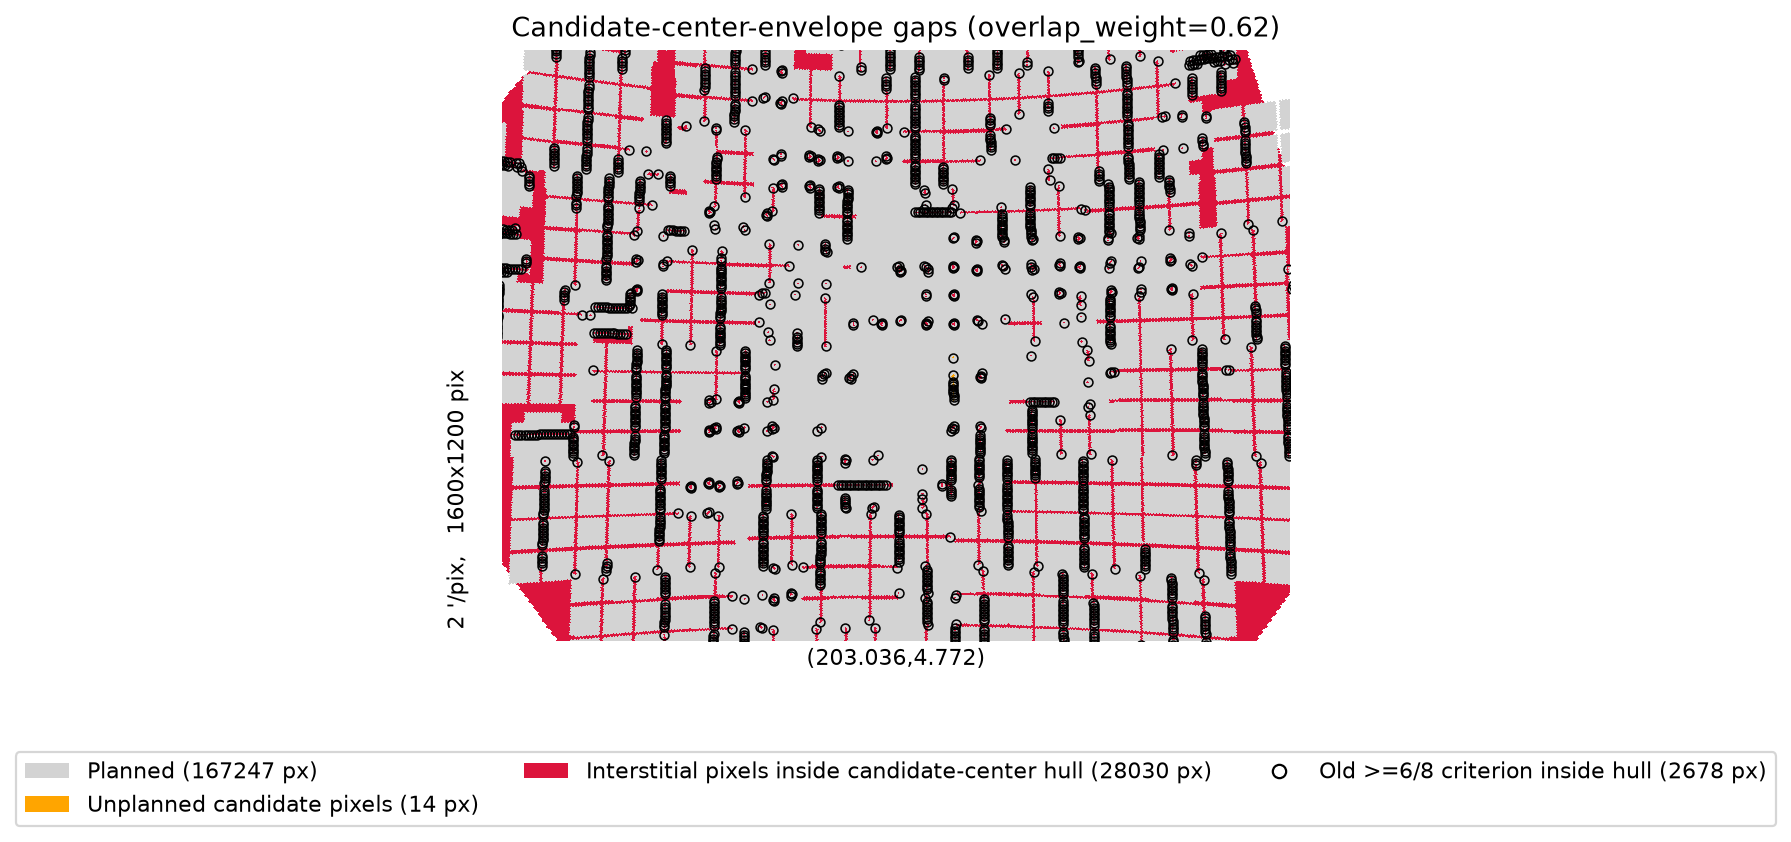 Candidate-center-envelope gaps (overlap_weight=0.62)
2 '/pix,   1600x1200 pix
(203.036,4.772)
Planned (167247 px)
Unplanned candidate pixels (14 px)
Interstitial pixels inside candidate-center hull (28030 px)
Old >=6/8 criterion inside hull (2678 px)